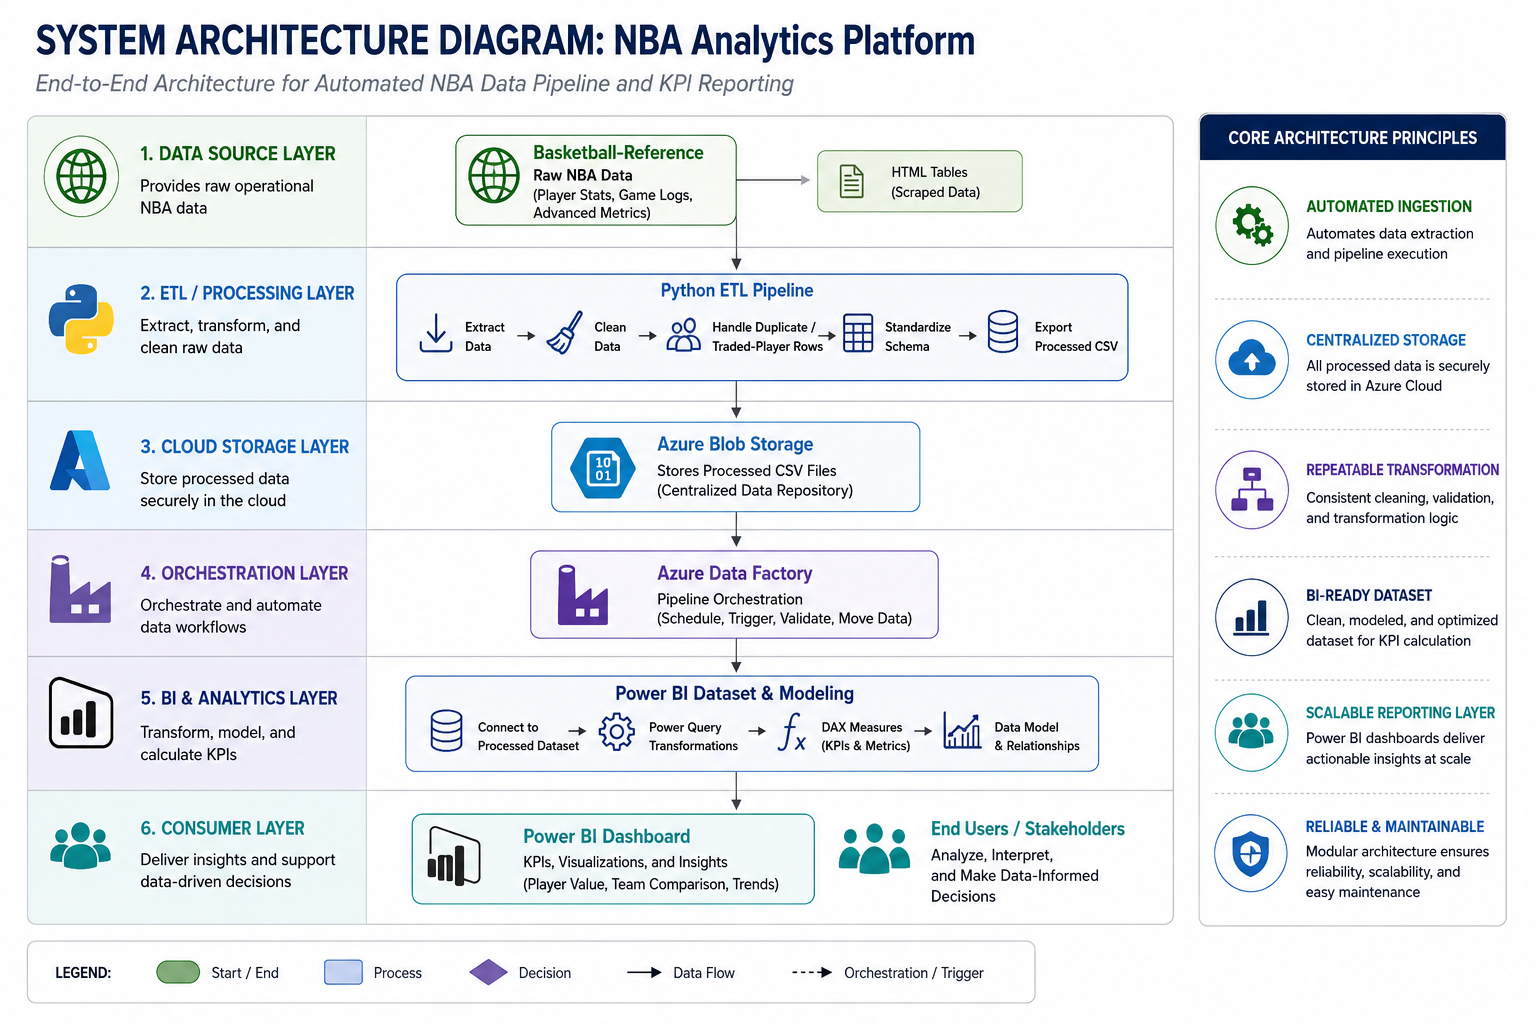 SYSTEM ARCHITECTURE DIAGRAM: NBA Analytics Platform
End-to-End Architecture for Automated NBA Data Pipeline and KPI Reporting
1. DATA SOURCE LAYER
Provides raw operational
NBA data
Basketball-Reference
Raw NBA Data
(Player Stats, Game Logs,
Advanced Metrics)
HTML Tables
(Scraped Data)
2. ETL / PROCESSING LAYER
Extract, transform, and
clean raw data
Python ETL Pipeline
Extract
Data
Clean
Data
Handle Duplicate /
Traded-Player Rows
Standardize
Schema
Export
Processed CSV
3. CLOUD STORAGE LAYER
Store processed data
securely in the cloud
10
01
Azure Blob Storage
Stores Processed CSV Files
(Centralized Data Repository)
4. ORCHESTRATION LAYER
Orchestrate and automate
data workflows
Azure Data Factory
Pipeline Orchestration
(Schedule, Trigger, Validate, Move Data)
5. BI & ANALYTICS LAYER
Transform, model, and
calculate KPIs
Power BI Dataset & Modeling
Connect to
Processed Dataset
Power Query
Transformations
fx
DAX Measures
(KPIs & Metrics)
Data Model
& Relationships
6. CONSUMER LAYER
Deliver insights and support
data-driven decisions
Power BI Dashboard
KPIs, Visualizations, and Insights
(Player Value, Team Comparison, Trends)
End Users / Stakeholders
Analyze, Interpret,
and Make Data-Informed
Decisions
CORE ARCHITECTURE PRINCIPLES
AUTOMATED INGESTION
Automates data extraction
and pipeline execution
CENTRALIZED STORAGE
All processed data is securely
stored in Azure Cloud
REPEATABLE TRANSFORMATION
Consistent cleaning, validation,
and transformation logic
BI-READY DATASET
Clean, modeled, and optimized
dataset for KPI calculation
SCALABLE REPORTING LAYER
Power BI dashboards deliver
actionable insights at scale
RELIABLE & MAINTAINABLE
Modular architecture ensures
reliability, scalability, and
easy maintenance
LEGEND:
Start / End
Process
Decision
Data Flow
Orchestration / Trigger